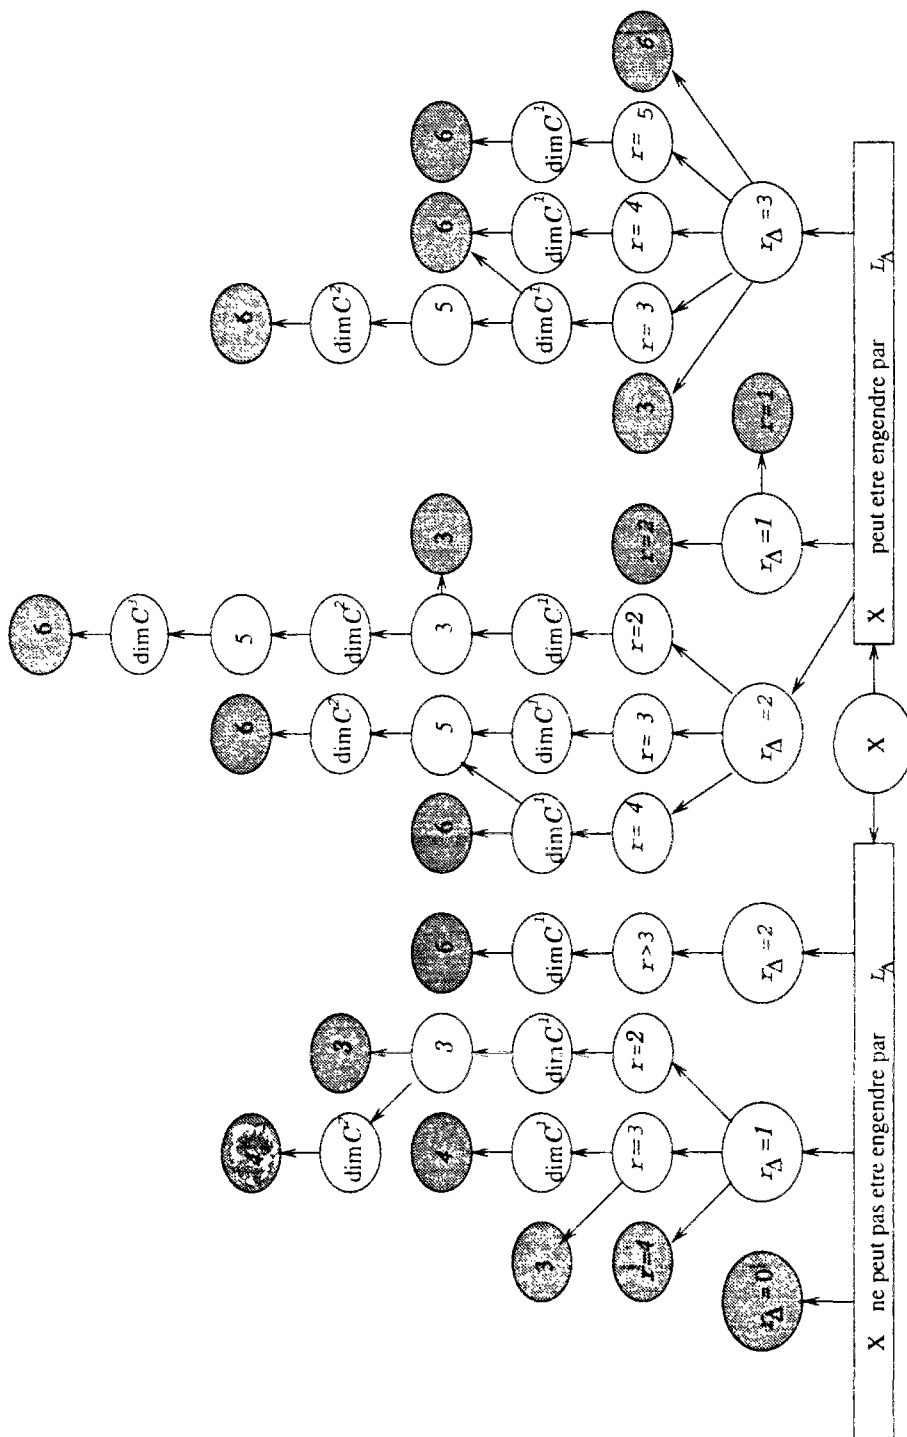 X
X ne peut pas etre engendre par L_Λ
r_Δ = 0
r_Δ = 1
r = 4
r = 3
3
dim C^1
4
r = 2
dim C^1
3
3
dim C^2
r_Δ = 2
r > 3
dim C^1
6
X peut etre engendre par L_Λ
r_Δ = 2
r = 4
dim C^1
6
r = 3
dim C^1
5
dim C^2
6
r = 2
dim C^1
3
3
dim C^2
5
dim C^1
6
r_Δ = 1
r = 2
r = 1
r_Δ = 3
3
r = 3
dim C^1
5
dim C^2
6
r = 4
dim C^1
6
r = 5
dim C^1
6
6